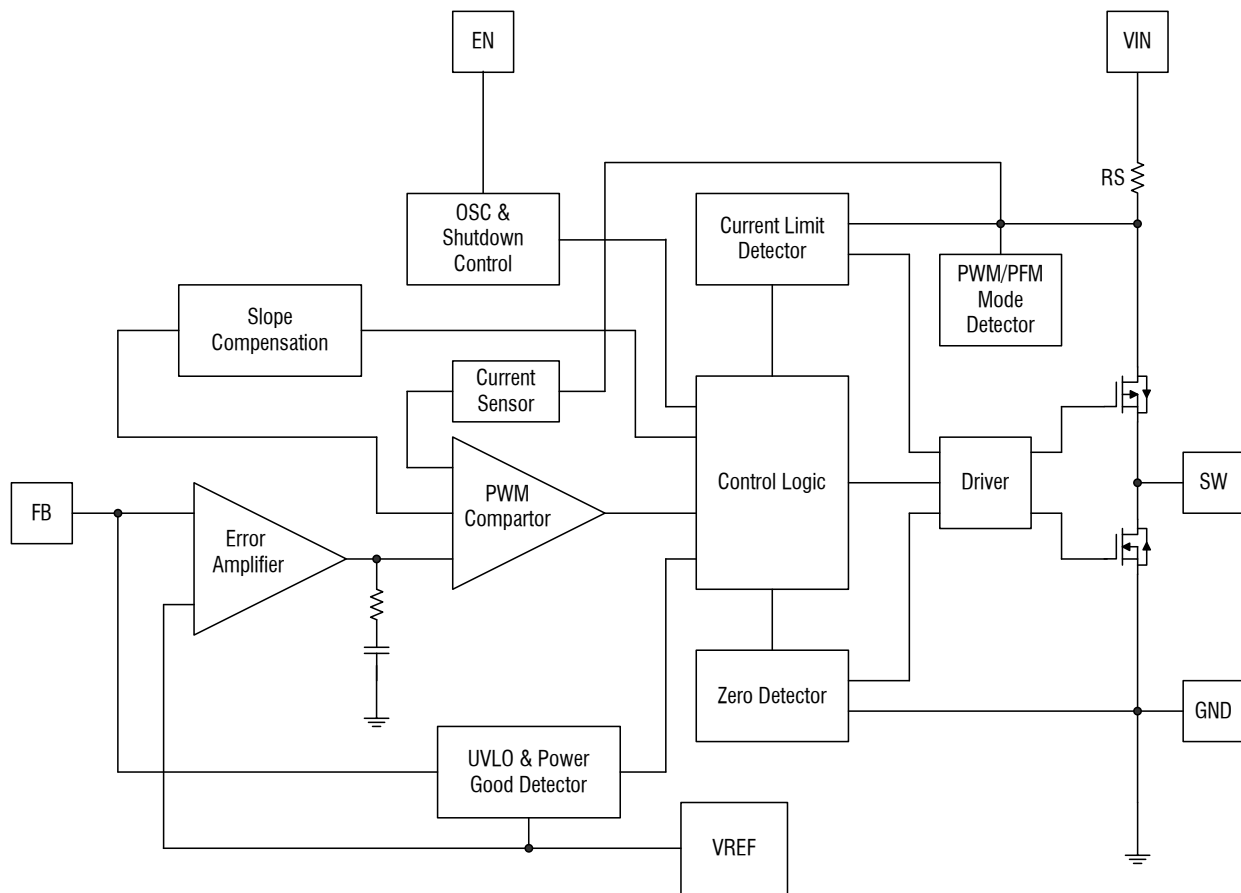 EN
VIN
RS
OSC &
Shutdown
Control
Current Limit
Detector
PWM/PFM
Mode
Detector
Slope
Compensation
Current
Sensor
FB
Error
Amplifier
PWM
Compartor
Control Logic
Driver
SW
Zero Detector
GND
UVLO & Power
Good Detector
VREF